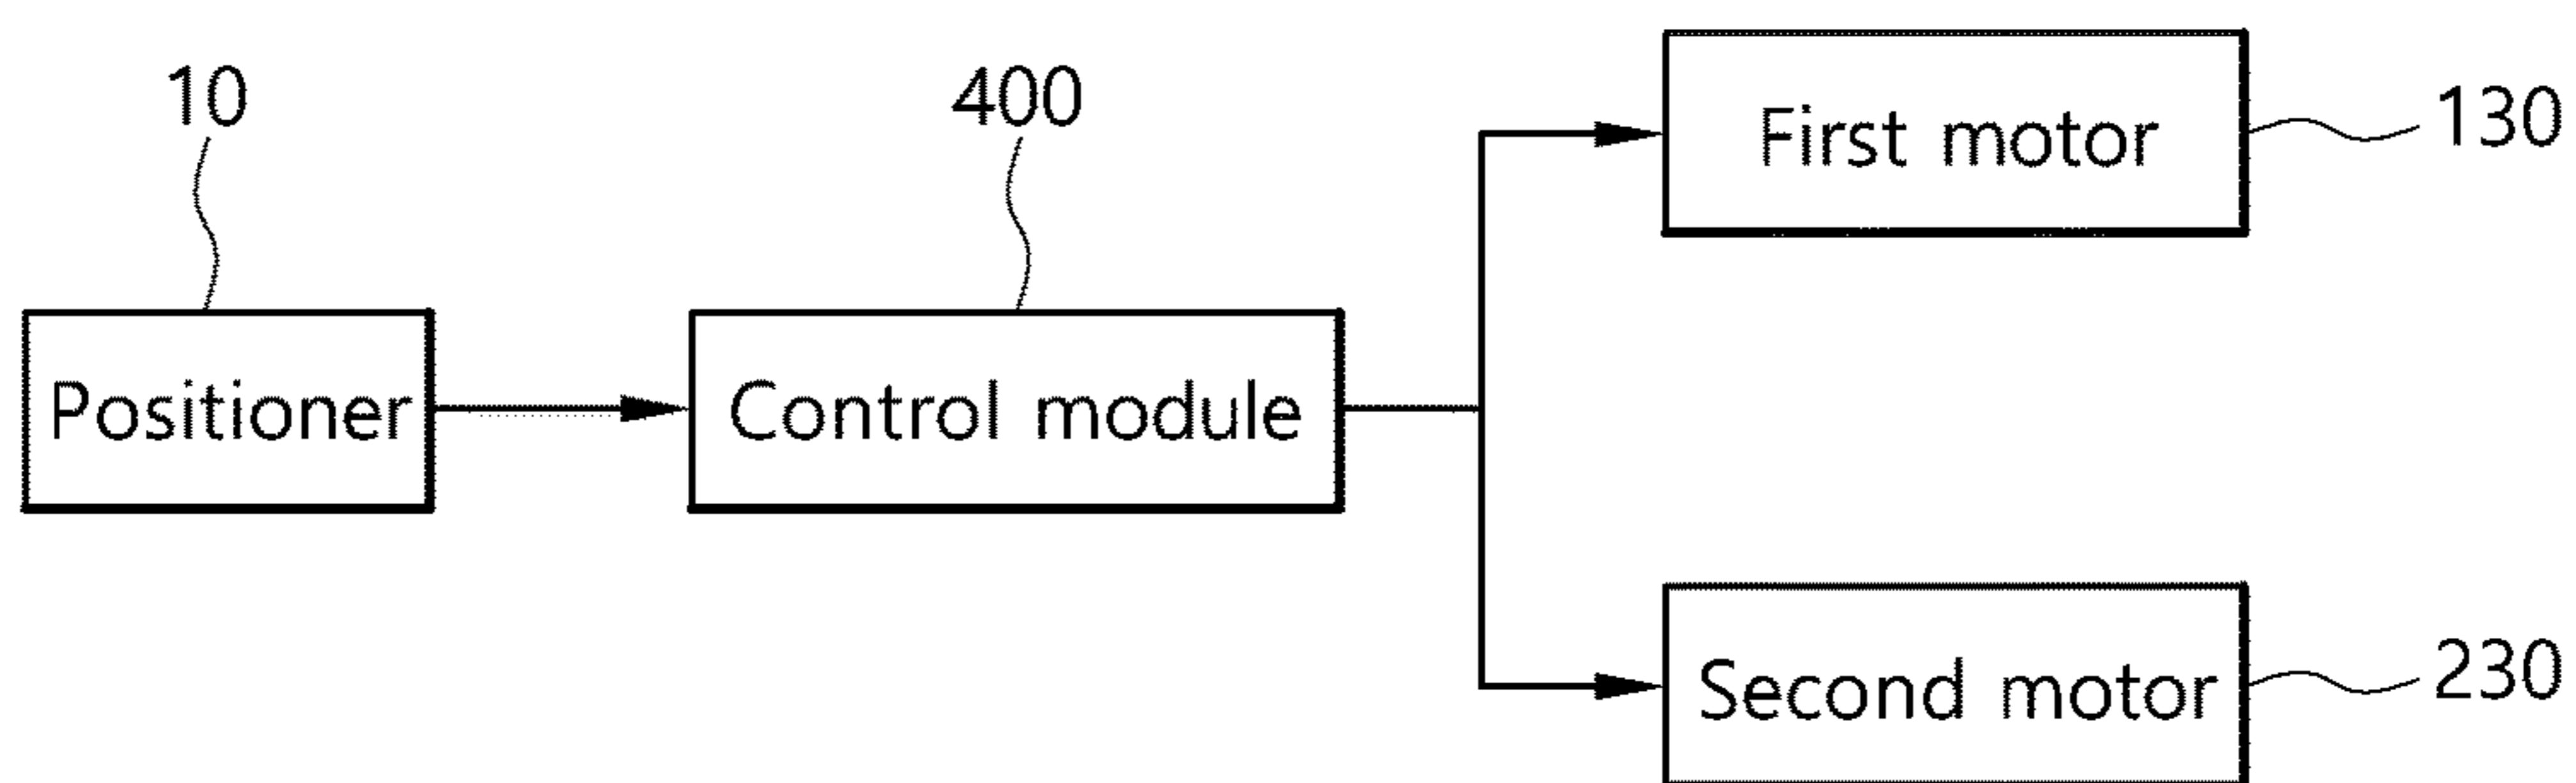 10
400
First motor
130
Positioner
Control module
Second motor
230